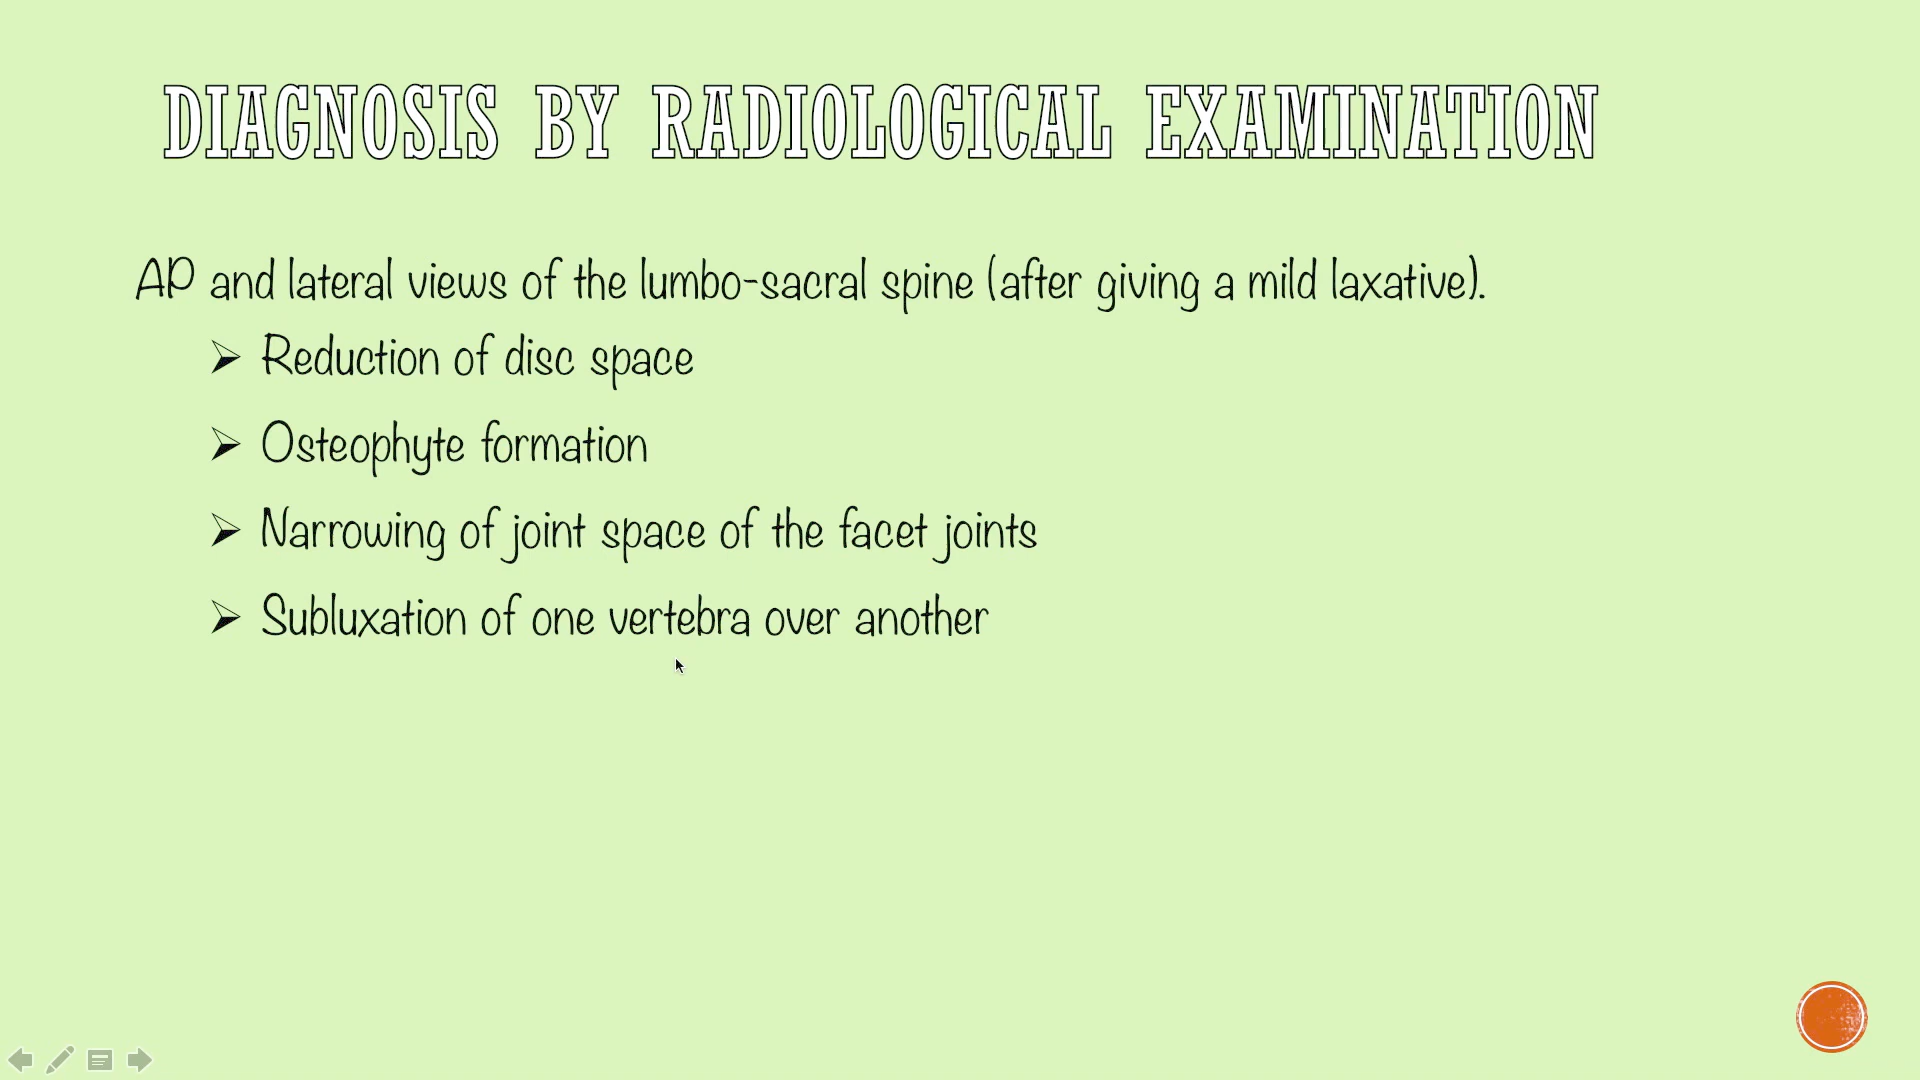 DIAGNOSIS BY RADIOLOGICAL EXAMINATION
AP and lateral views of the lumbo-sacral spine (after giving a mild laxative).
➢ Reduction of disc space
➢ Osteophyte formation
➢ Narrowing of joint space of the facet joints
➢ Subluxation of one vertebra over another